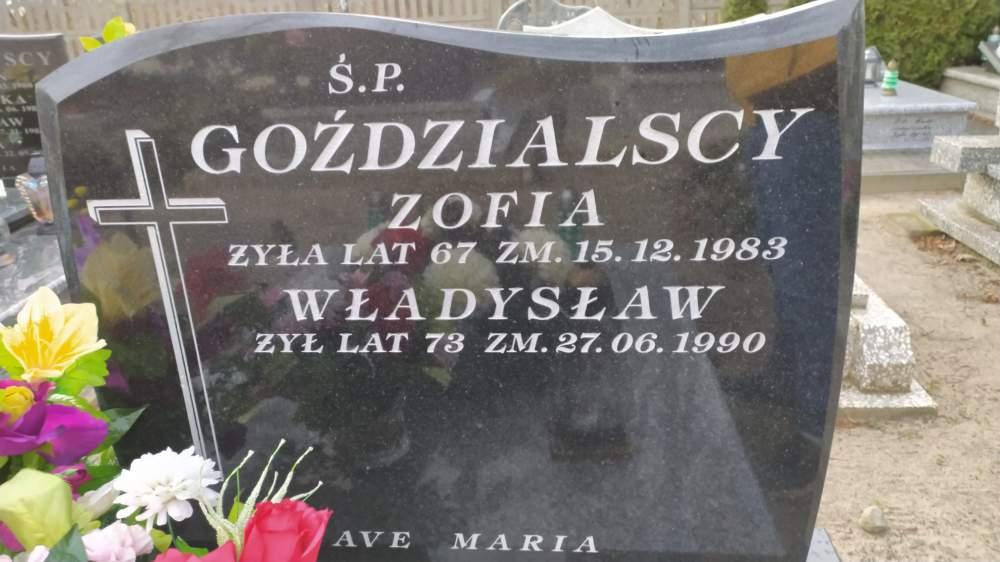 Ś.P.
GOŹDZIALSCY
ZOFIA
ŻYŁA LAT 67 ZM. 15.12.1983
WŁADYSŁAW
ŻYŁ LAT 73 ZM. 27.06.1990
AVE MARIA